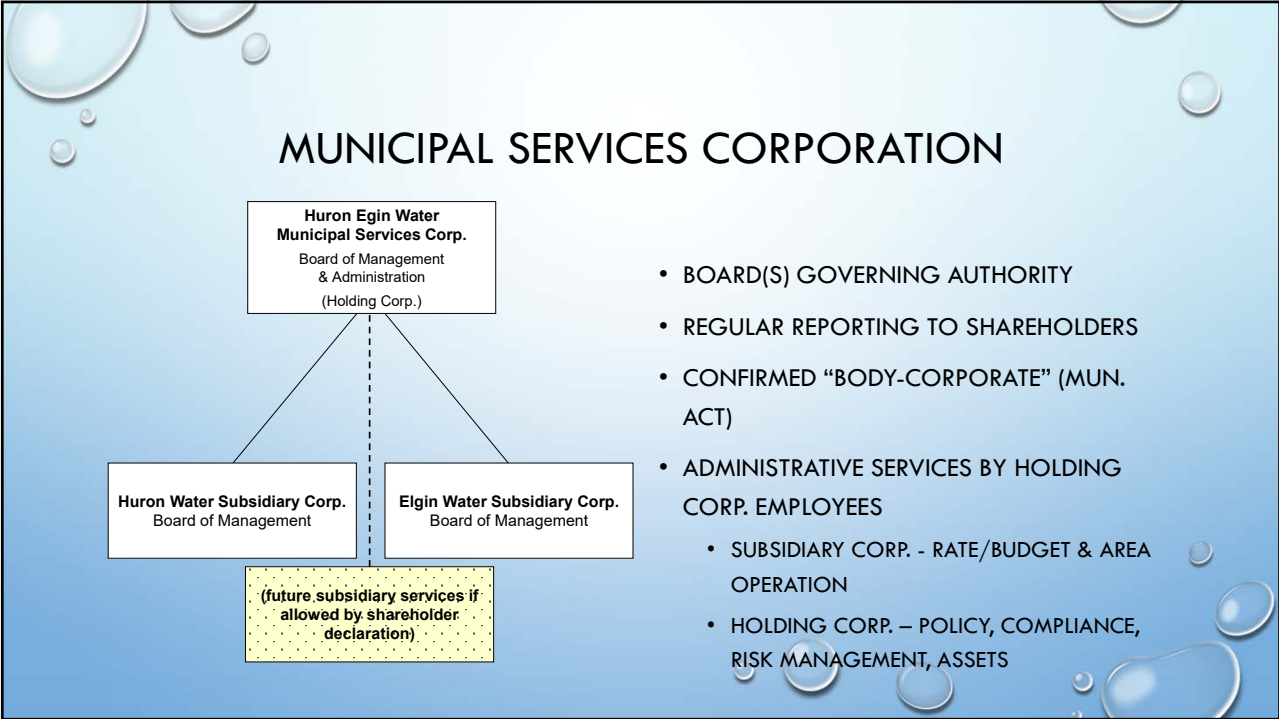 MUNICIPAL SERVICES CORPORATION
Huron Egin Water
Municipal Services Corp.
Board of Management
& Administration
(Holding Corp.)
Huron Water Subsidiary Corp.
Board of Management
Elgin Water Subsidiary Corp.
Board of Management
(future subsidiary services if
allowed by shareholder
declaration)
• BOARD(S) GOVERNING AUTHORITY
• REGULAR REPORTING TO SHAREHOLDERS
• CONFIRMED “BODY-CORPORATE” (MUN.
ACT)
• ADMINISTRATIVE SERVICES BY HOLDING
CORP. EMPLOYEES
• SUBSIDIARY CORP. - RATE/BUDGET & AREA
OPERATION
• HOLDING CORP. – POLICY, COMPLIANCE,
RISK MANAGEMENT, ASSETS